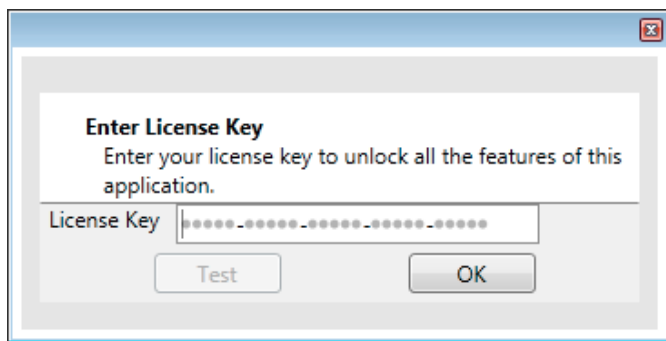 Enter License Key
Enter your license key to unlock all the features of this
application.
License Key ●●●●●-●●●●●-●●●●●-●●●●●-●●●●●
Test OK